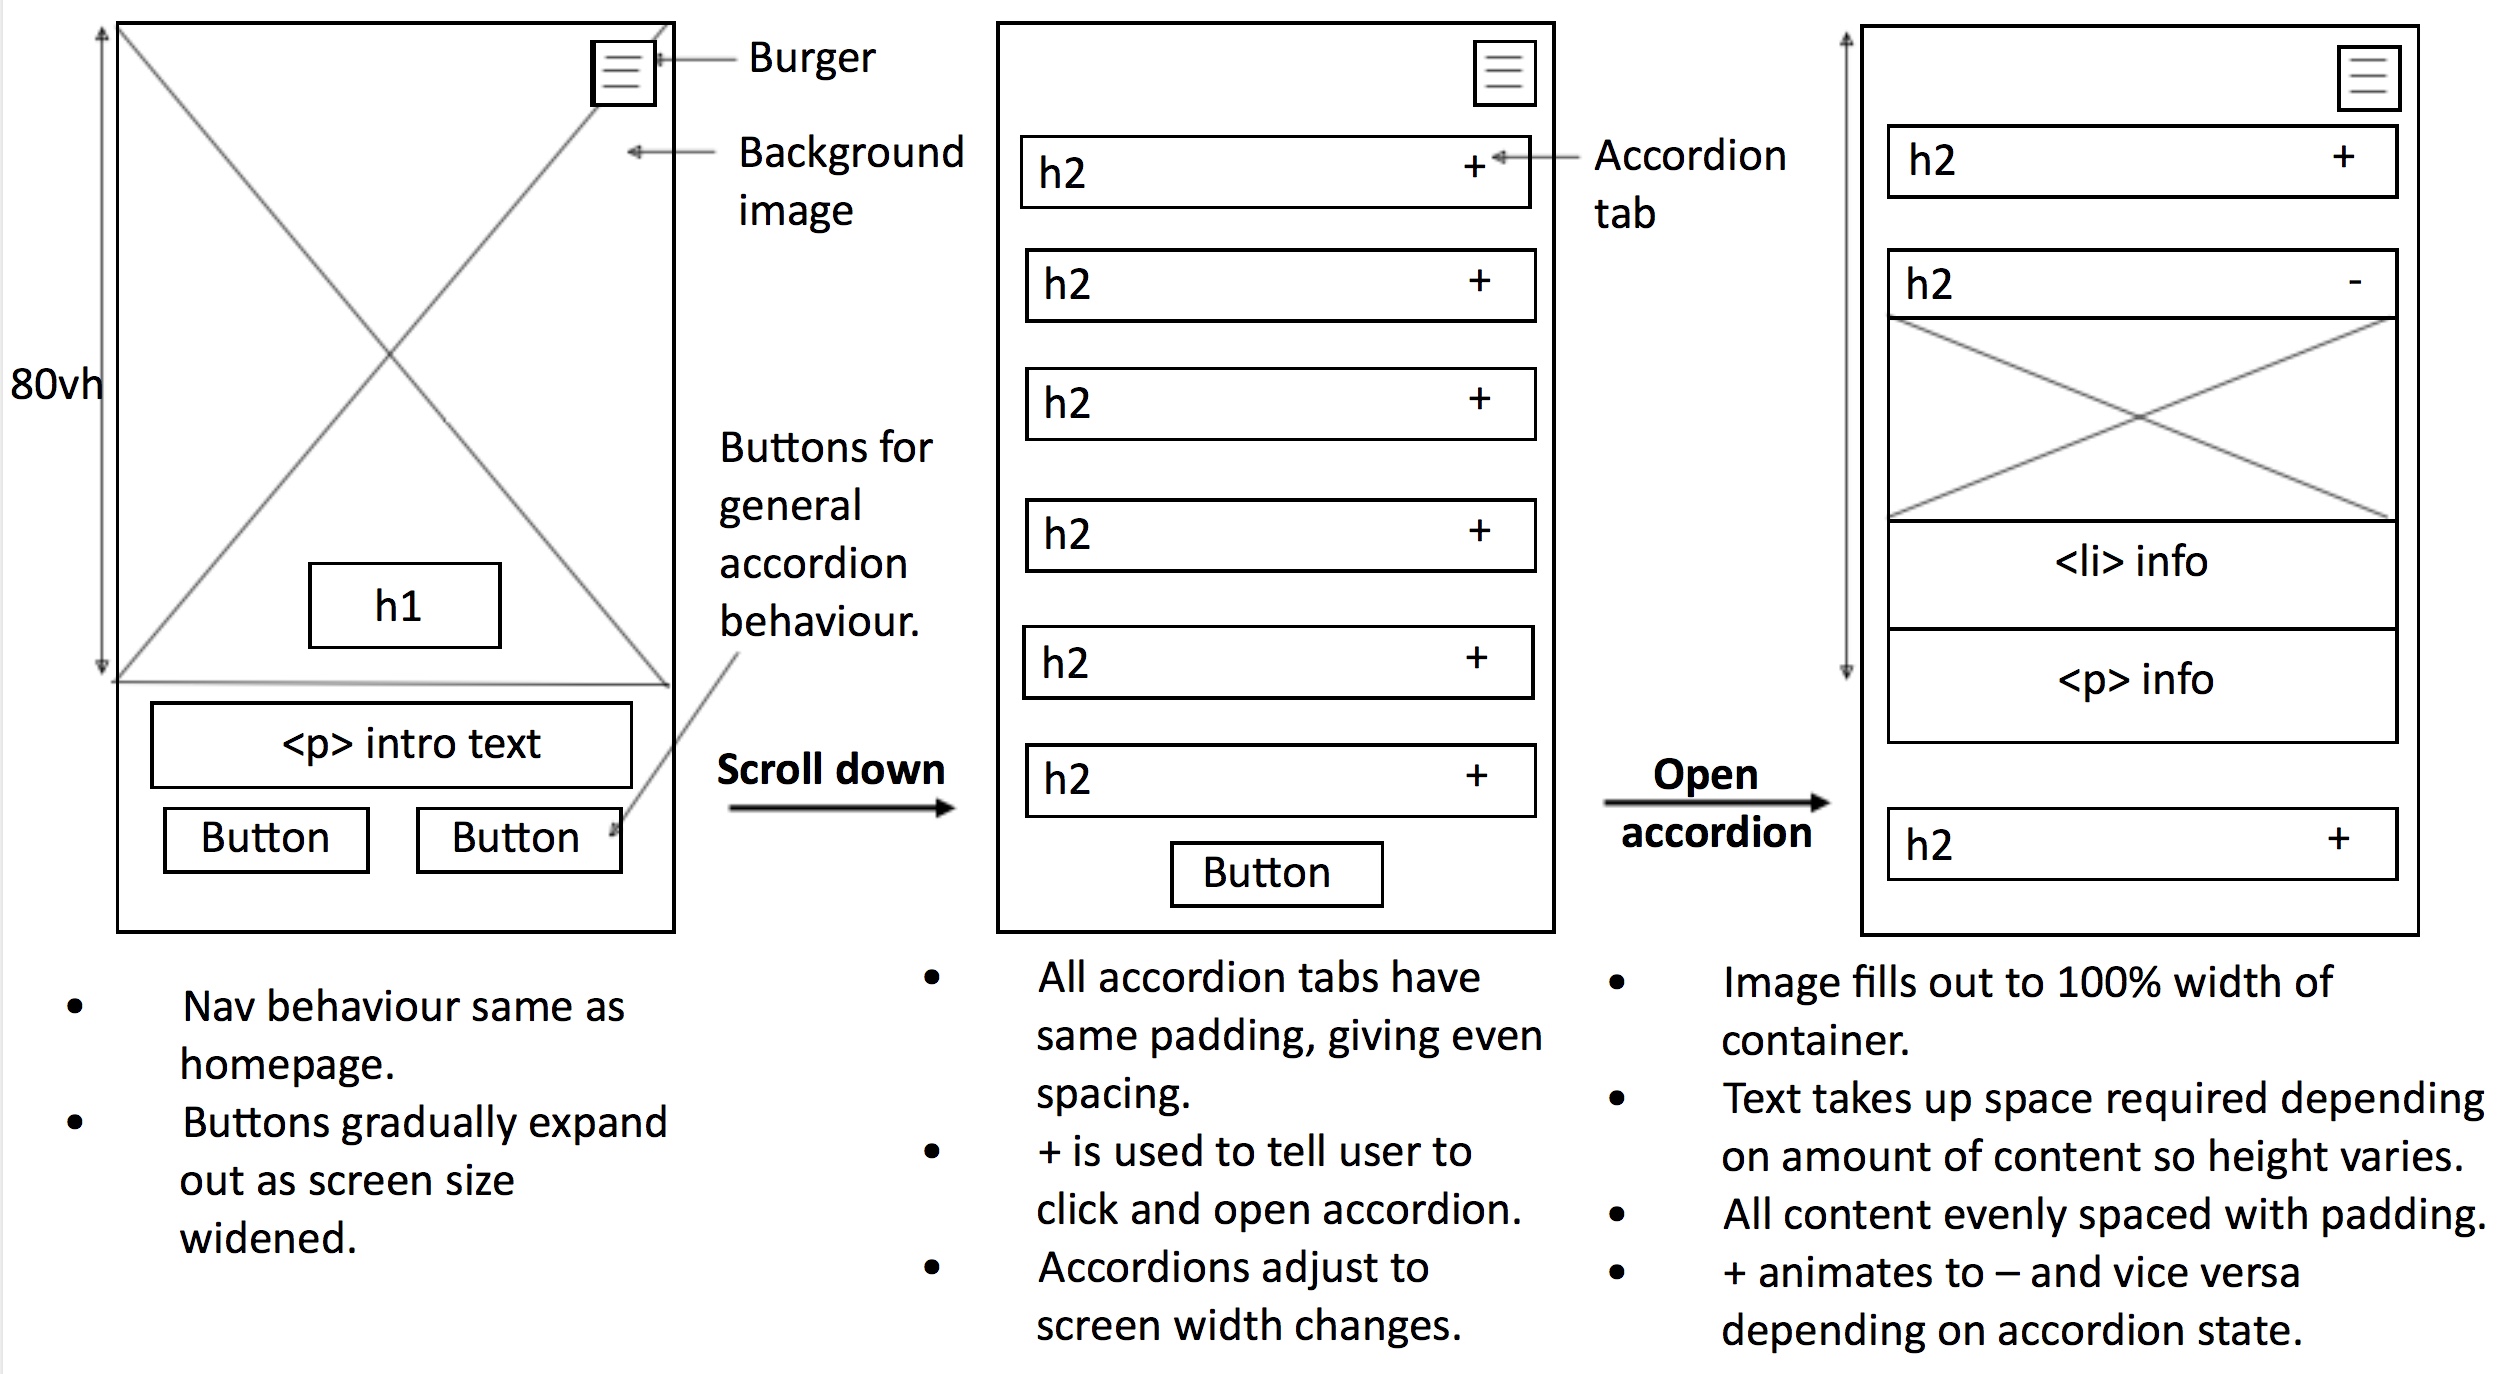 Burger
Background
image
80vh
h1
Buttons for
general
accordion
behaviour.
<p> intro text
Button
Button
Scroll down
h2 +
h2 +
h2 +
h2 +
h2 +
h2 +
Button
Accordion
tab
Open
accordion
h2 +
h2 -
<li> info
<p> info
h2 +
• Nav behaviour same as
homepage.
• Buttons gradually expand
out as screen size
widened.
• All accordion tabs have
same padding, giving even
spacing.
• + is used to tell user to
click and open accordion.
• Accordions adjust to
screen width changes.
• Image fills out to 100% width of
container.
• Text takes up space required depending
on amount of content so height varies.
• All content evenly spaced with padding.
• + animates to – and vice versa
depending on accordion state.